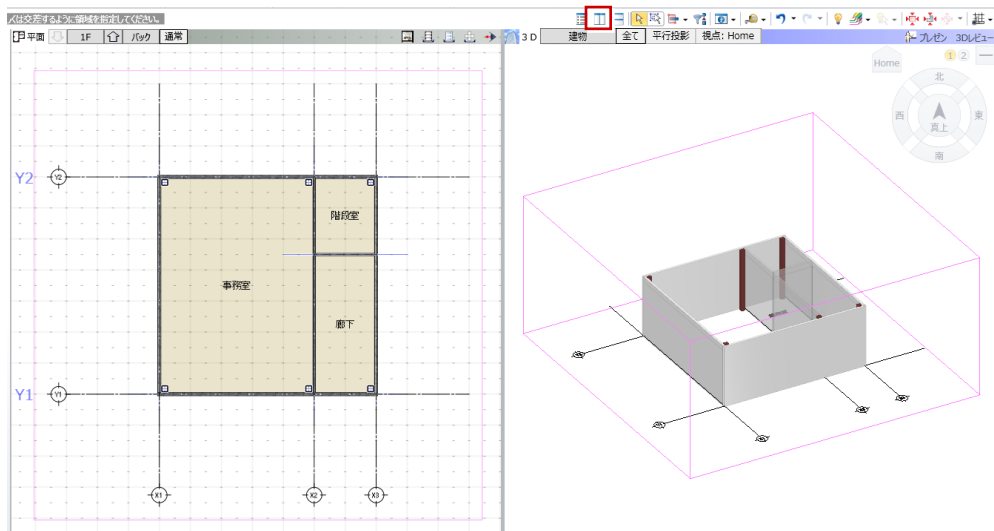 人は交差するように領域を指定してください。
平面 1F バック 通常
3D 建物 全て 平行投影 視点: Home プレゼン 3Dレビュー
Home
1 2
北
西 東
真上
南
Y2 Y2
階段室
事務室
廊下
Y1 Y1
X1 X2 X3